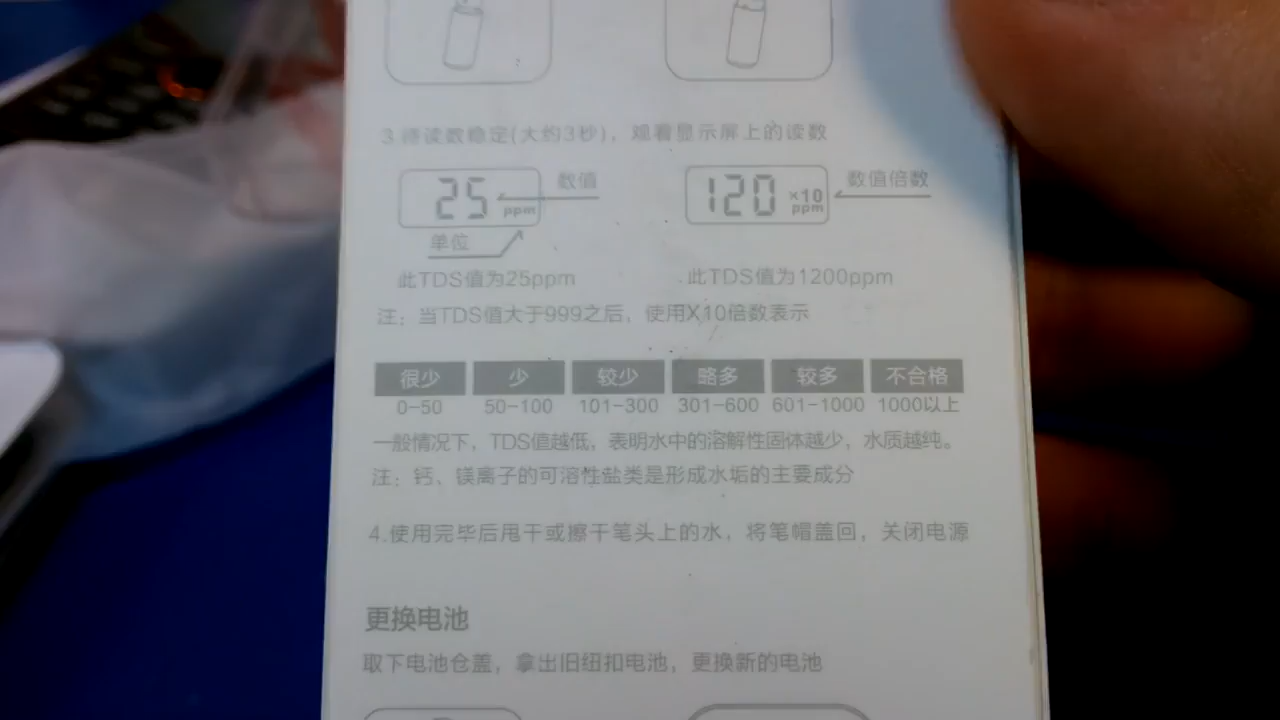 3.待读数稳定(大约3秒)，观看显示屏上的读数
25 ppm 数值 120 ×10 ppm 数值倍数
单位
此TDS值为25ppm 此TDS值为1200ppm
注：当TDS值大于999之后，使用X10倍数表示
很少 少 较少 略多 较多 不合格
0-50 50-100 101-300 301-600 601-1000 1000以上
一般情况下，TDS值越低，表明水中的溶解性固体越少，水质越纯。
注：钙、镁离子的可溶性盐类是形成水垢的主要成分
4.使用完毕后甩干或擦干笔头上的水，将笔帽盖回，关闭电源
更换电池
取下电池仓盖，拿出旧纽扣电池，更换新的电池